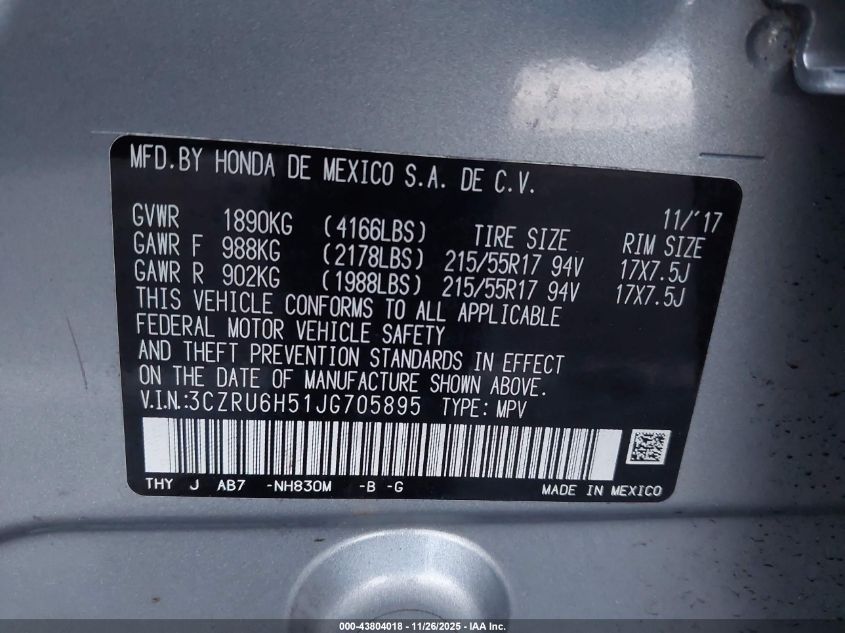 MFD.BY HONDA DE MEXICO S.A. DE C.V.
11/'17
GVWR 1890KG (4166LBS) TIRE SIZE RIM SIZE
GAWR F 988KG (2178LBS) 215/55R17 94V 17X7.5J
GAWR R 902KG (1988LBS) 215/55R17 94V 17X7.5J
THIS VEHICLE CONFORMS TO ALL APPLICABLE
FEDERAL MOTOR VEHICLE SAFETY
AND THEFT PREVENTION STANDARDS IN EFFECT
ON THE DATE OF MANUFACTURE SHOWN ABOVE.
V.I.N.:3CZRU6H51JG705895 TYPE: MPV
THY J AB7 -NH830M -B -G MADE IN MEXICO
000-43804018 - 11/26/2025 - IAA Inc.